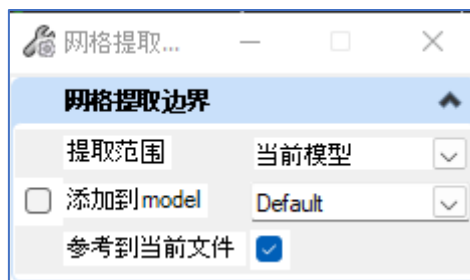 网格提取...
网格提取边界
提取范围 当前模型
添加到model Default
参考到当前文件